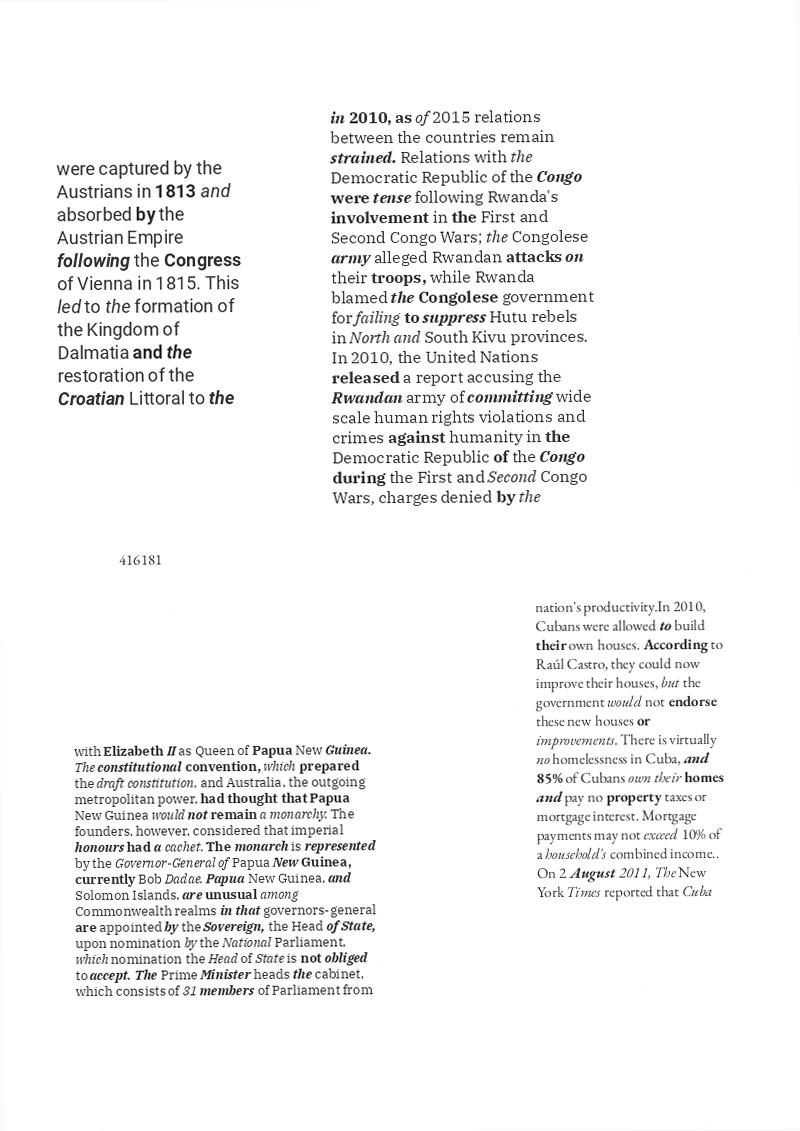 were captured by the
Austrians in 1813 and
absorbed by the
Austrian Empire
following the Congress
of Vienna in 1815. This
led to the formation of
the Kingdom of
Dalmatia and the
restoration of the
Croatian Littoral to the
in 2010, as of 2015 relations
between the countries remain
strained. Relations with the
Democratic Republic of the Congo
were tense following Rwanda's
involvement in the First and
Second Congo Wars; the Congolese
army alleged Rwandan attacks on
their troops, while Rwanda
blamed the Congolese government
for failing to suppress Hutu rebels
in North and South Kivu provinces.
In 2010, the United Nations
released a report accusing the
Rwandan army of committing wide
scale human rights violations and
crimes against humanity in the
Democratic Republic of the Congo
during the First and Second Congo
Wars, charges denied by the
416181
nation's productivity.In 2010,
Cubans were allowed to build
their own houses. According to
Raúl Castro, they could now
improve their houses, but the
government would not endorse
these new houses or
improvements. There is virtually
no homelessness in Cuba, and
85% of Cubans own their homes
and pay no property taxes or
mortgage interest. Mortgage
payments may not exceed 10% of
a household's combined income..
On 2 August 2011, The New
York Times reported that Cuba
with Elizabeth II as Queen of Papua New Guinea.
The constitutional convention, which prepared
the draft constitution, and Australia, the outgoing
metropolitan power, had thought that Papua
New Guinea would not remain a monarchy. The
founders, however, considered that imperial
honours had a cachet. The monarch is represented
by the Governor-General of Papua New Guinea,
currently Bob Dadae. Papua New Guinea, and
Solomon Islands, are unusual among
Commonwealth realms in that governors-general
are appointed by the Sovereign, the Head of State,
upon nomination by the National Parliament,
which nomination the Head of State is not obliged
to accept. The Prime Minister heads the cabinet,
which consists of 31 members of Parliament from